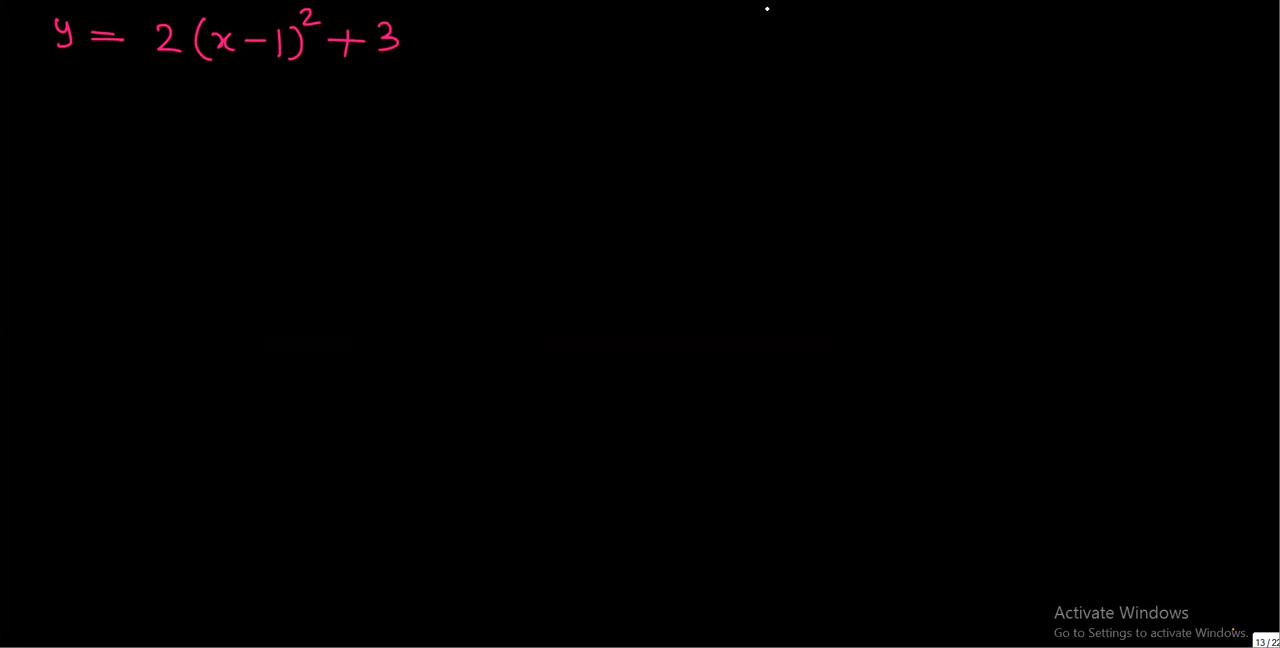 y = 2(x-1)² + 3
Activate Windows
Go to Settings to activate Windows.
13 / 22